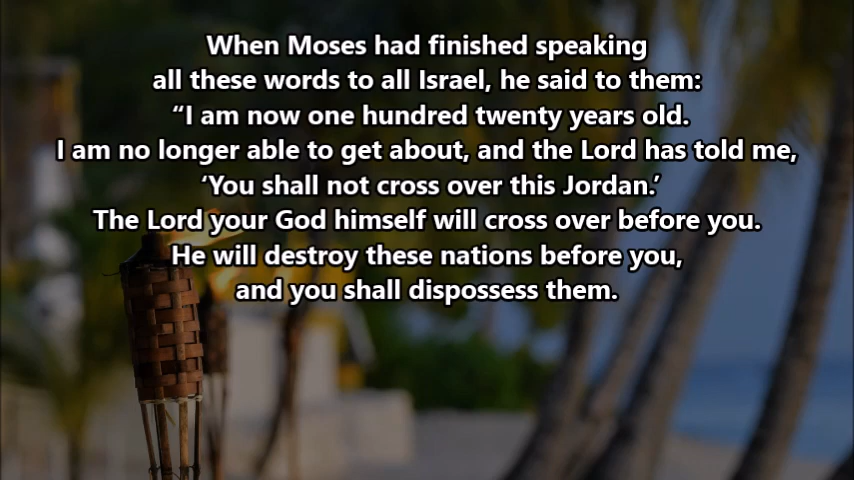 When Moses had finished speaking
all these words to all Israel, he said to them:
“I am now one hundred twenty years old.
I am no longer able to get about, and the Lord has told me,
‘You shall not cross over this Jordan.’
The Lord your God himself will cross over before you.
He will destroy these nations before you,
and you shall dispossess them.